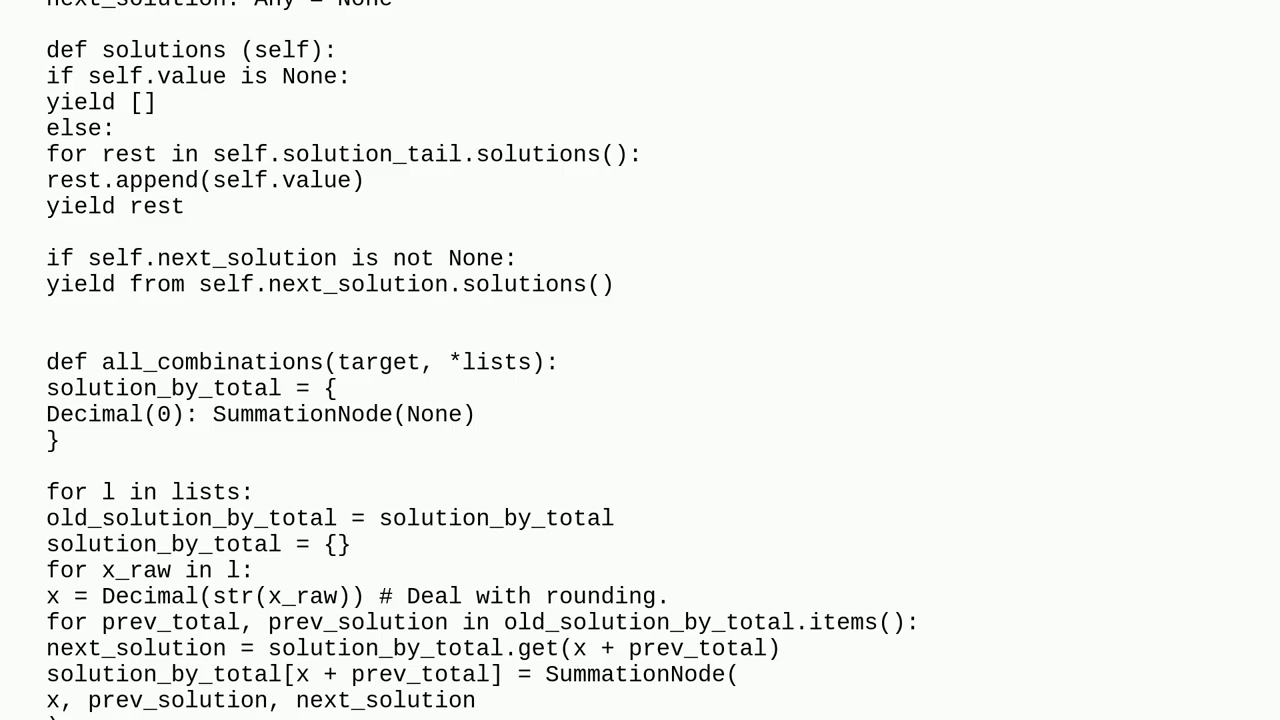 next_solution: Any = None
def solutions (self):
if self.value is None:
yield []
else:
for rest in self.solution_tail.solutions():
rest.append(self.value)
yield rest
if self.next_solution is not None:
yield from self.next_solution.solutions()
def all_combinations(target, *lists):
solution_by_total = {
Decimal(0): SummationNode(None)
}
for l in lists:
old_solution_by_total = solution_by_total
solution_by_total = {}
for x_raw in l:
x = Decimal(str(x_raw)) # Deal with rounding.
for prev_total, prev_solution in old_solution_by_total.items():
next_solution = solution_by_total.get(x + prev_total)
solution_by_total[x + prev_total] = SummationNode(
x, prev_solution, next_solution
)